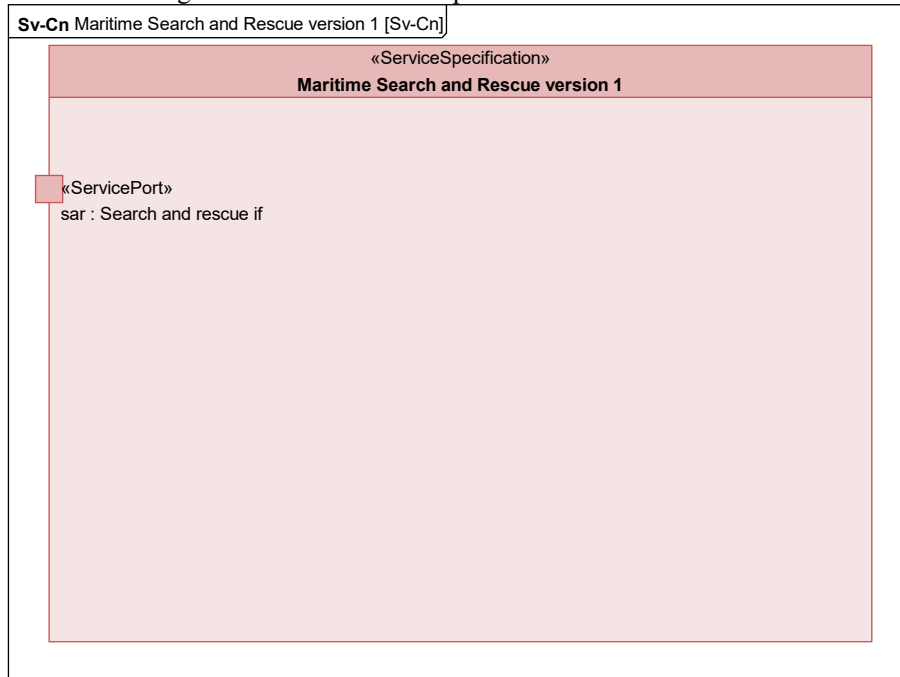 Sv-Cn Maritime Search and Rescue version 1 [Sv-Cn]
«ServiceSpecification»
Maritime Search and Rescue version 1
«ServicePort»
sar : Search and rescue if